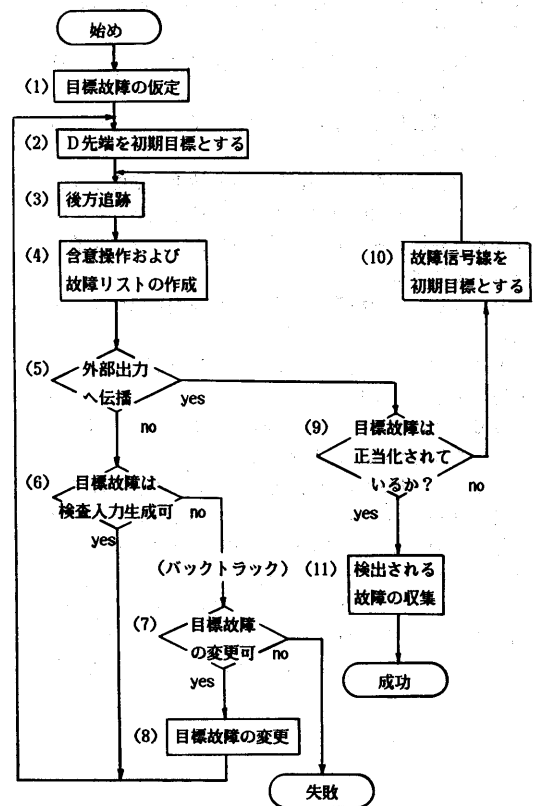 始め
(1) 目標故障の仮定
(2) D先端を初期目標とする
(3) 後方追跡
(4) 含意操作および
故障リストの作成
(5) 外部出力
へ伝播
yes
no
(6) 目標故障は
検査入力生成可
no
yes
(バックトラック)
(7) 目標故障
の変更可
no
yes
(8) 目標故障の変更
失敗
(9) 目標故障は
正当化されて
いるか?
no
yes
(10) 故障信号線を
初期目標とする
(11) 検出される
故障の収集
成功